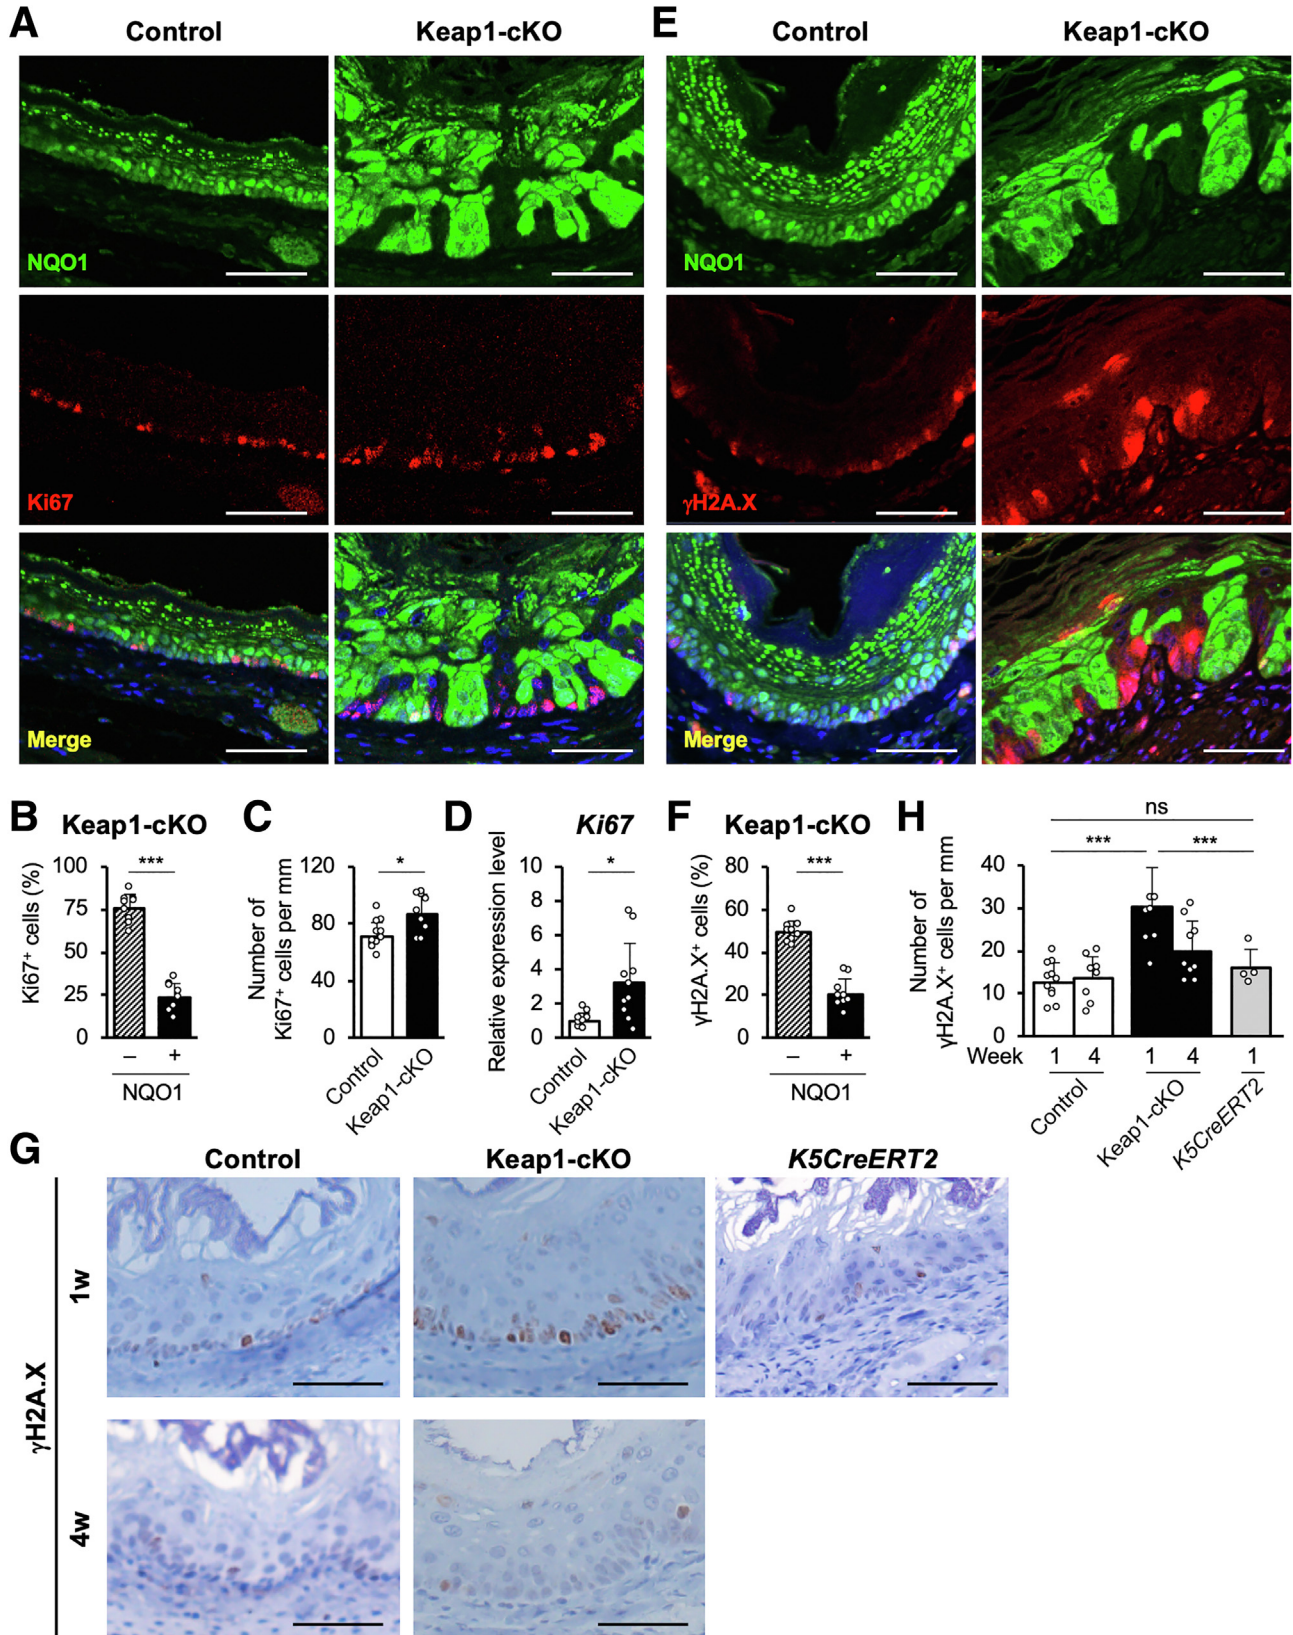 A
Control
Keap1-cKO
NQO1
Ki67
Merge
E
Control
Keap1-cKO
NQO1
γH2A.X
Merge
B
Keap1-cKO
Ki67⁺ cells (%)
100
75
50
25
0
***
– +
NQO1
C
Number of
Ki67⁺ cells per mm
120
80
40
0
*
Control
Keap1-cKO
D
Ki67
Relative expression level
10
8
6
4
2
0
*
Control
Keap1-cKO
F
Keap1-cKO
γH2A.X⁺ cells (%)
80
60
40
20
0
***
– +
NQO1
H
Number of
γH2A.X⁺ cells per mm
40
30
20
10
0
ns
*** ***
Week 1 4 1 4 1
Control
Keap1-cKO
K5CreERT2
G
Control
Keap1-cKO
K5CreERT2
γH2A.X
1w
4w